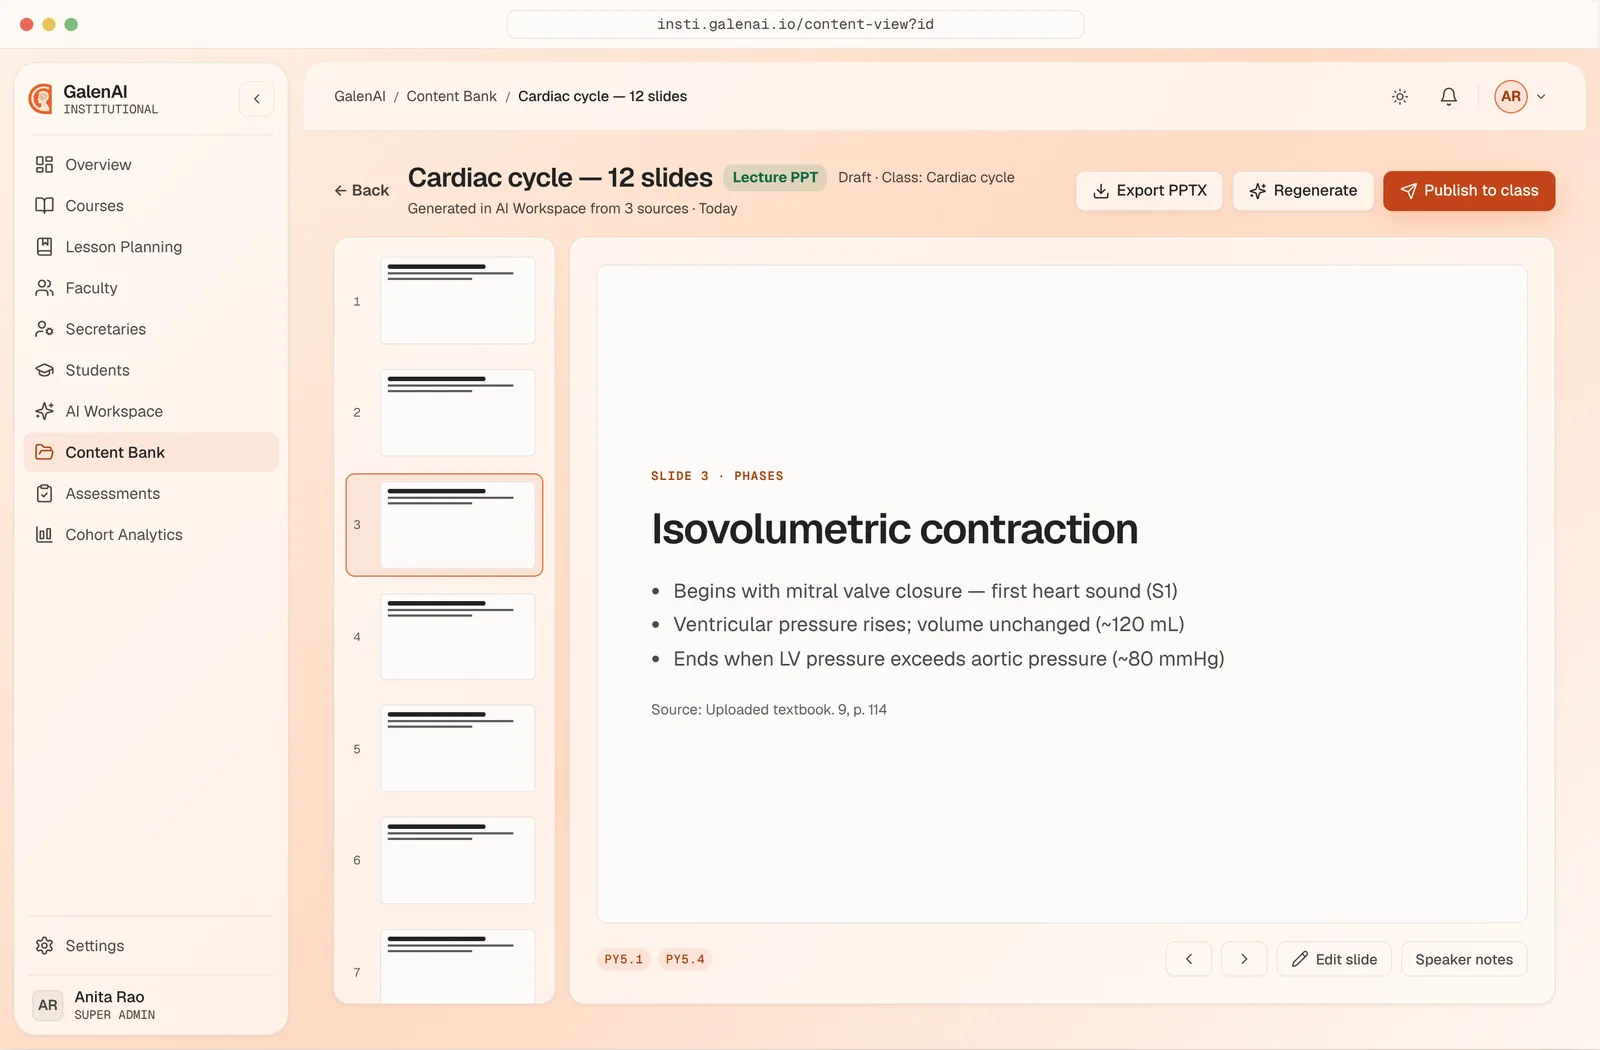 insti.galenai.io/content-view?id
GalenAI
INSTITUTIONAL
Overview
Courses
Lesson Planning
Faculty
Secretaries
Students
AI Workspace
Content Bank
Assessments
Cohort Analytics
Settings
AR
Anita Rao
SUPER ADMIN
GalenAI / Content Bank / Cardiac cycle — 12 slides
AR
← Back
Cardiac cycle — 12 slides
Lecture PPT
Draft · Class: Cardiac cycle
Generated in AI Workspace from 3 sources · Today
Export PPTX
Regenerate
Publish to class
1
2
3
4
5
6
7
SLIDE 3 · PHASES
Isovolumetric contraction
• Begins with mitral valve closure — first heart sound (S1)
• Ventricular pressure rises; volume unchanged (~120 mL)
• Ends when LV pressure exceeds aortic pressure (~80 mmHg)
Source: Uploaded textbook. 9, p. 114
PY5.1
PY5.4
Edit slide
Speaker notes